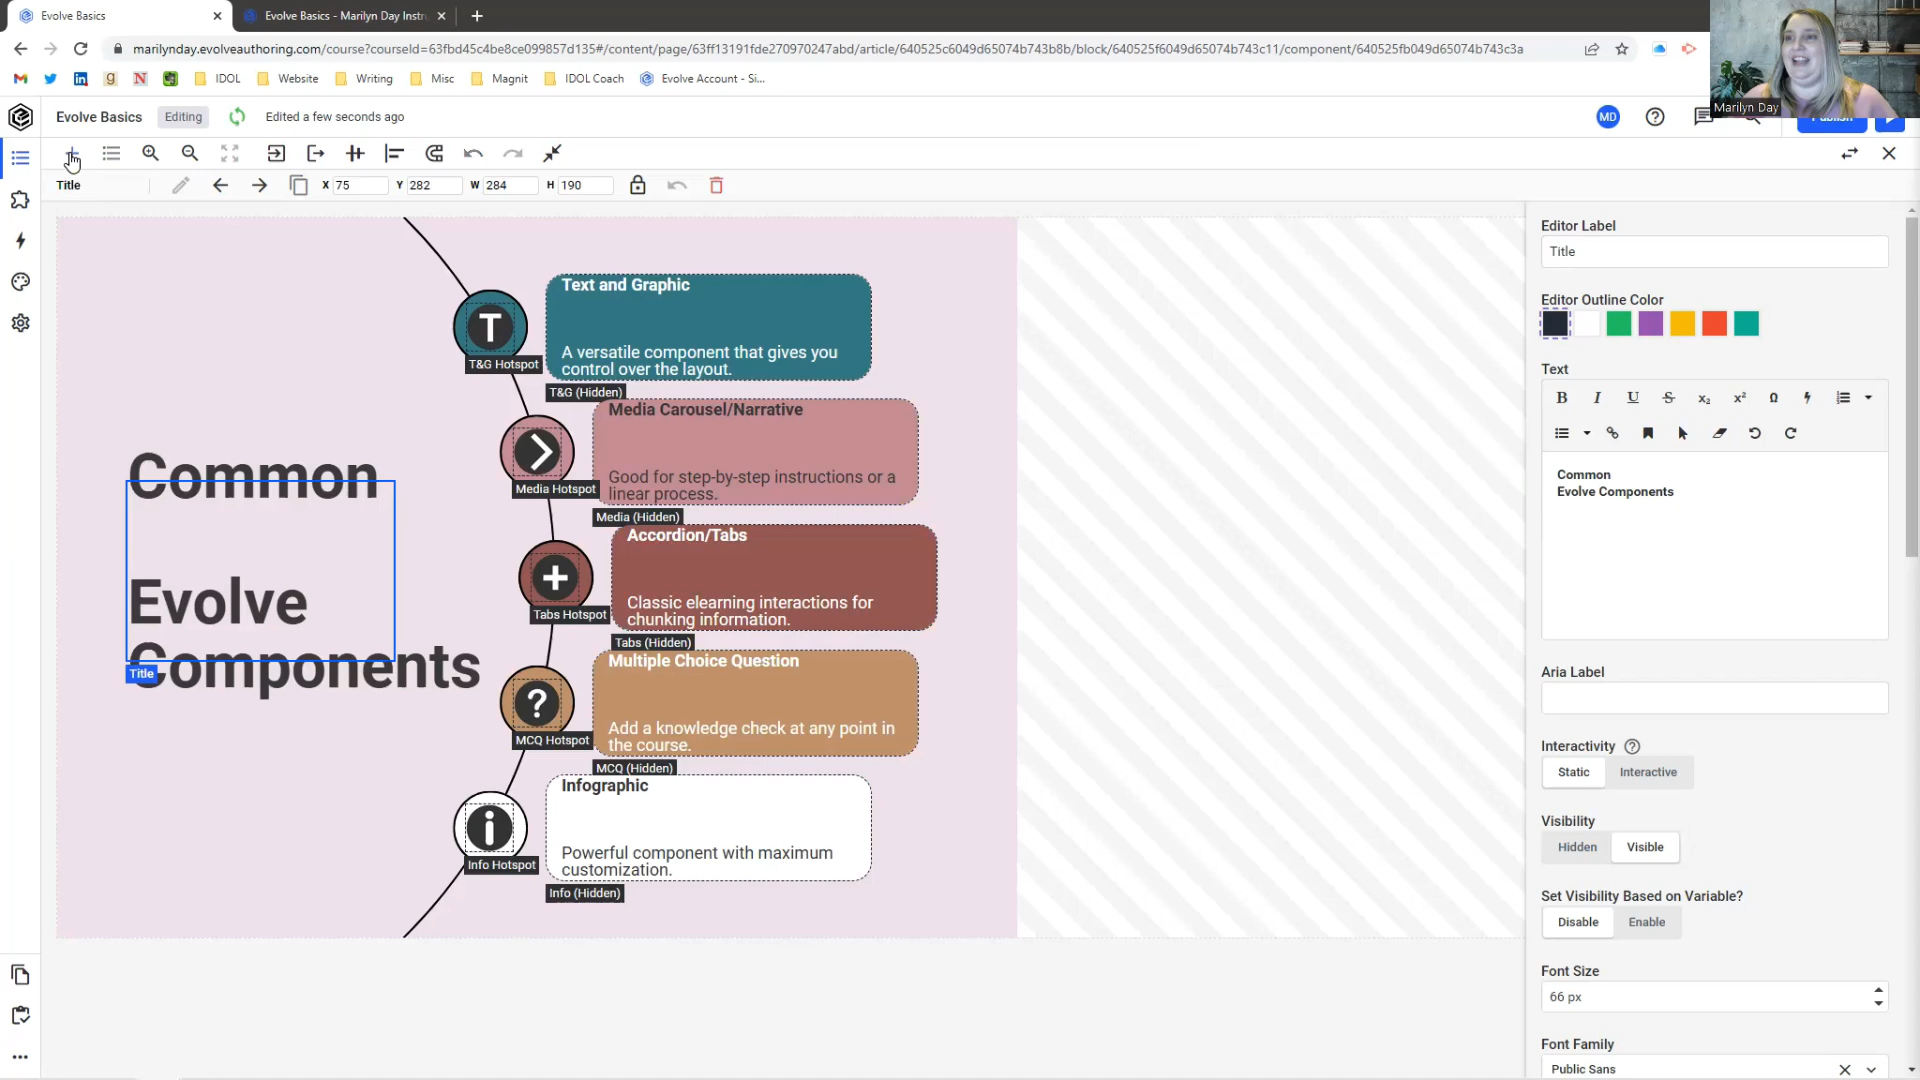 Evolve Basics
Evolve Basics - Marilyn Day Instr
marilynday.evolveauthoring.com/course?courseId=63fbd45c4be8ce099857d135#/content/page/63ff13191fde270970247abd/article/640525c6049d65074b743b8b/block/640525f6049d65074b743c11/component/640525fb049d65074b743c3a
IDOL
Website
Writing
Misc
Magnit
IDOL Coach
Evolve Account - Si...
Marilyn Day
Evolve Basics
Editing
Edited a few seconds ago
MD
Publish
Title
X 75
Y 282
W 284
H 190
Common
Evolve
Components
Title
T
T&G Hotspot
Text and Graphic
A versatile component that gives you
control over the layout.
T&G (Hidden)
Media Hotspot
Media Carousel/Narrative
Good for step-by-step instructions or a
linear process.
Media (Hidden)
Tabs Hotspot
Accordion/Tabs
Classic elearning interactions for
chunking information.
Tabs (Hidden)
?
MCQ Hotspot
Multiple Choice Question
Add a knowledge check at any point in
the course.
MCQ (Hidden)
i
Info Hotspot
Infographic
Powerful component with maximum
customization.
Info (Hidden)
Editor Label
Title
Editor Outline Color
Text
Common
Evolve Components
Aria Label
Interactivity
Static
Interactive
Visibility
Hidden
Visible
Set Visibility Based on Variable?
Disable
Enable
Font Size
66 px
Font Family
Public Sans